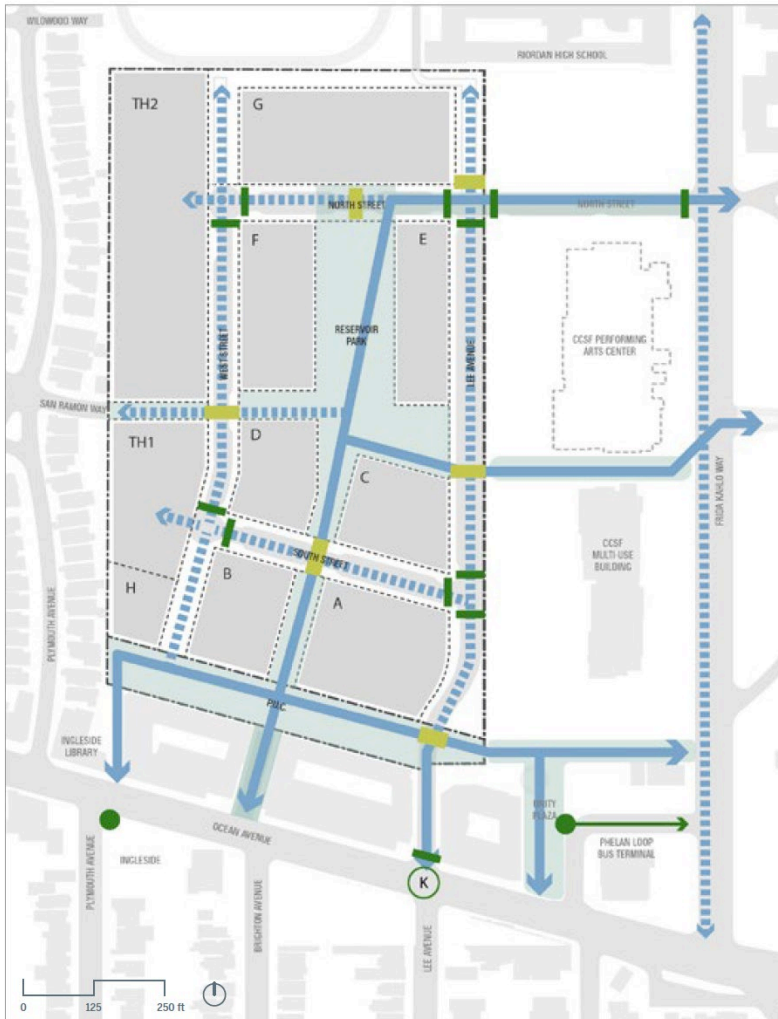 WILDWOOD WAY
RIORDAN HIGH SCHOOL
TH2
G
NORTH STREET
NORTH STREET
F
E
RESERVOIR
PARK
WEST STREET
LEE AVENUE
CCSF PERFORMING
ARTS CENTER
SAN RAMON WAY
TH1
D
C
FRIDA KAHLO WAY
SOUTH STREET
CCSF
MULTI-USE
BUILDING
H
B
A
PLYMOUTH AVENUE
INGLESIDE
LIBRARY
UNITY
PLAZA
OCEAN AVENUE
PHELAN LOOP
BUS TERMINAL
INGLESIDE
PLYMOUTH AVENUE
BRIGHTON AVENUE
K
LEE AVENUE
0 125 250 ft